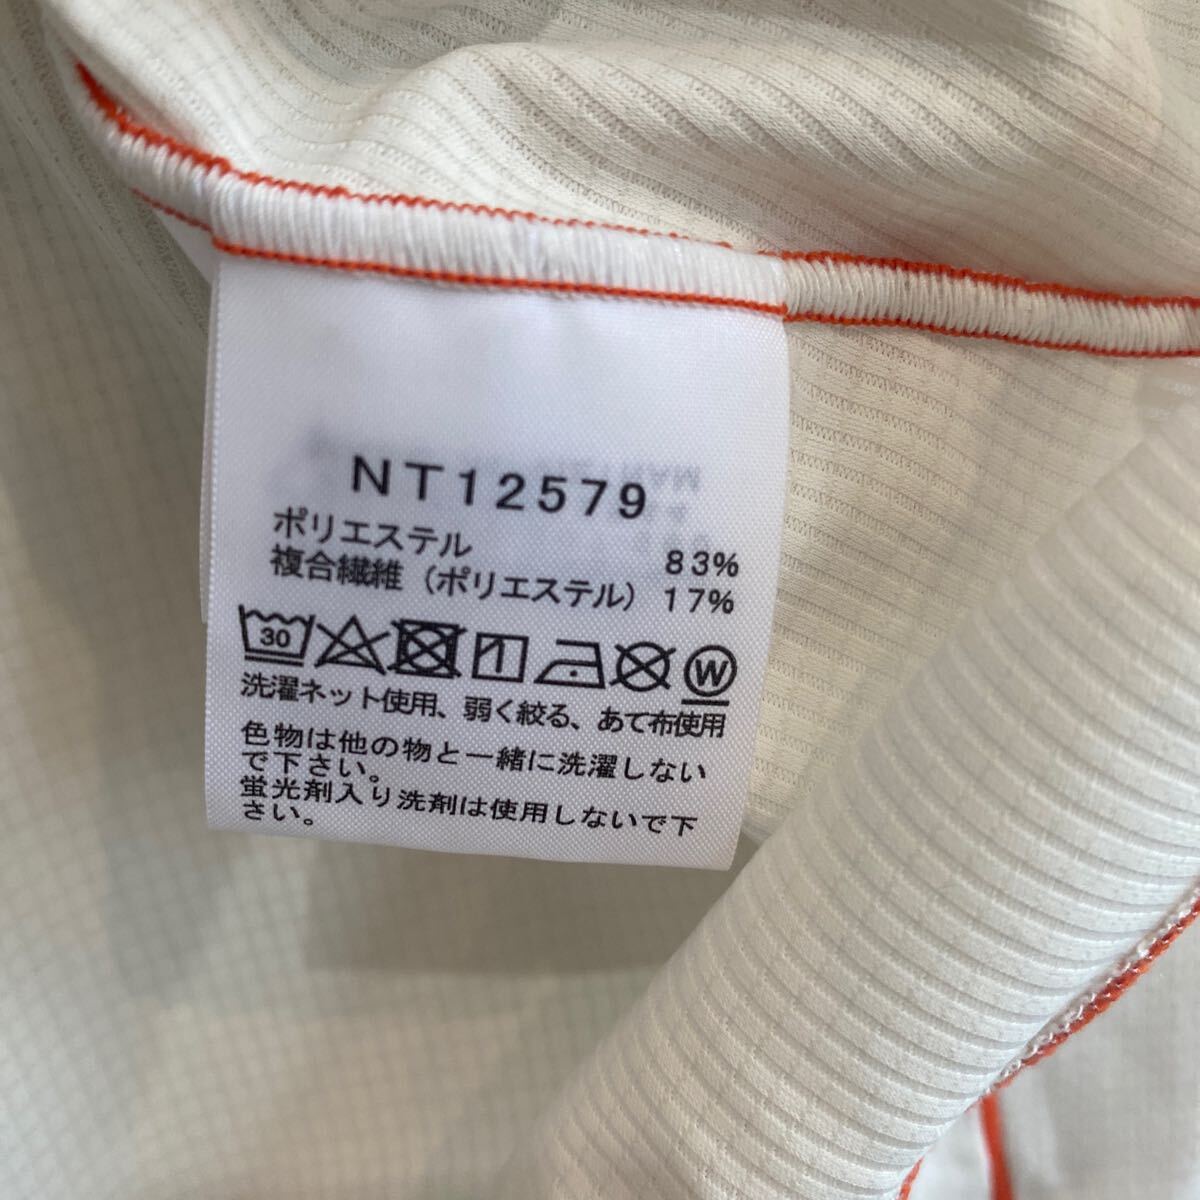 NT12579
ポリエステル 83%
複合繊維（ポリエステル）17%
30 W
洗濯ネット使用、弱く絞る、あて布使用
色物は他の物と一緒に洗濯しない
で下さい。
蛍光剤入り洗剤は使用しないで下
さい。